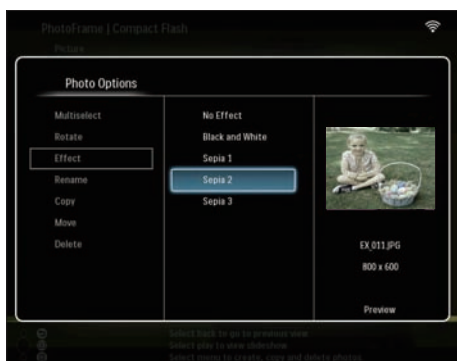 PhotoFrame | Compact Flash
Picture
Photo Options
Multiselect
Rotate
Effect
Rename
Copy
Move
Delete
No Effect
Black and White
Sepia 1
Sepia 2
Sepia 3
EX_011.JPG
800 x 600
Preview
Select back to go to previous view
Select play to view slideshow
Select menu to create, copy and delete photos